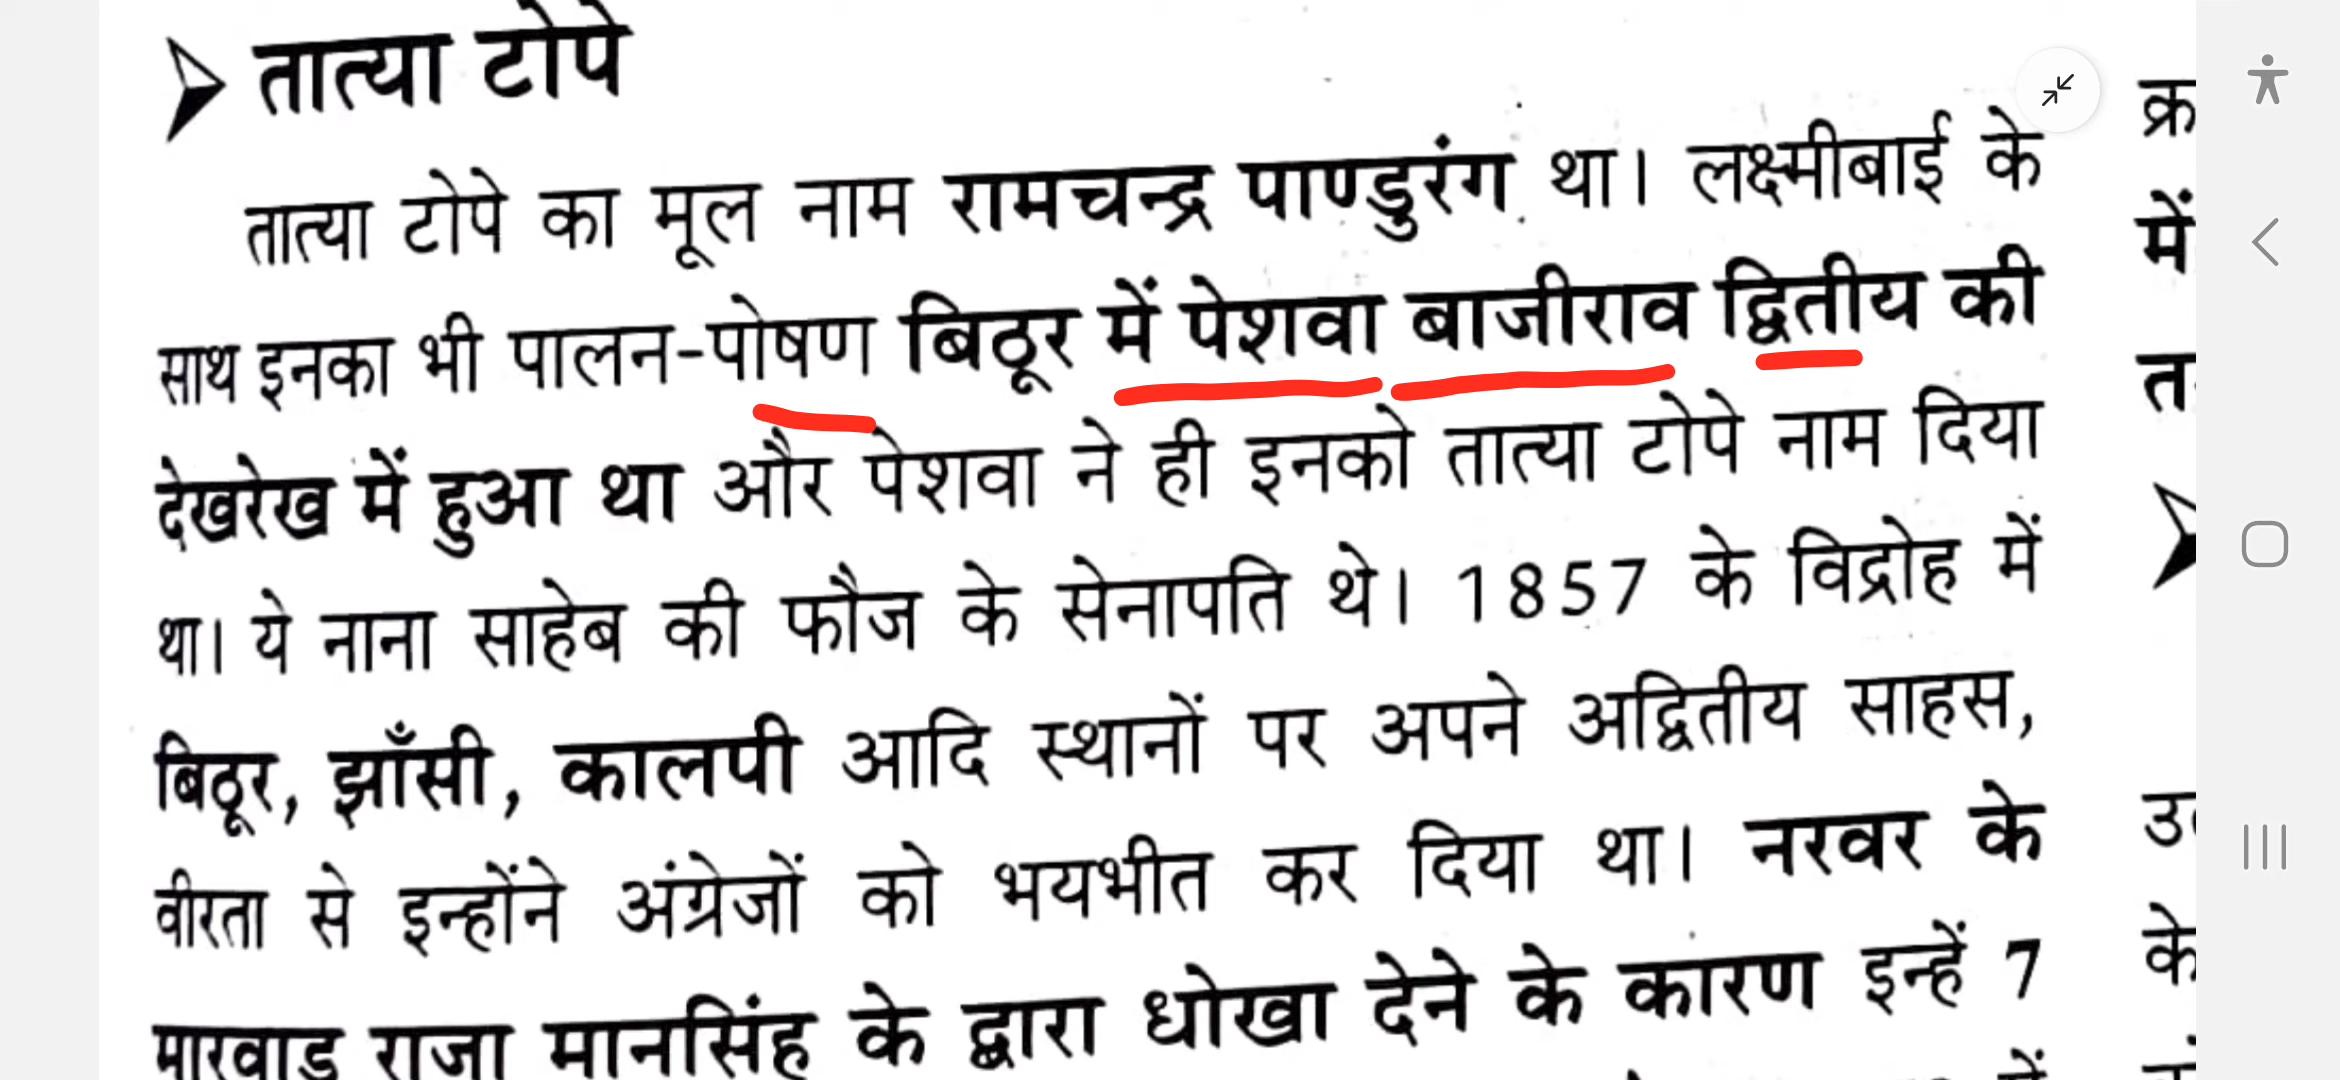 तात्या टोपे
तात्या टोपे का मूल नाम रामचन्द्र पाण्डुरंग था। लक्ष्मीबाई के
साथ इनका भी पालन-पोषण बिठूर में पेशवा बाजीराव द्वितीय की
देखरेख में हुआ था और पेशवा ने ही इनको तात्या टोपे नाम दिया
था। ये नाना साहेब की फौज के सेनापति थे। 1857 के विद्रोह में
बिठूर, झाँसी, कालपी आदि स्थानों पर अपने अद्वितीय साहस,
वीरता से इन्होंने अंग्रेजों को भयभीत कर दिया था। नरवर के
मारवाड़ राजा मानसिंह के द्वारा धोखा देने के कारण इन्हें 7
क्र
में
के